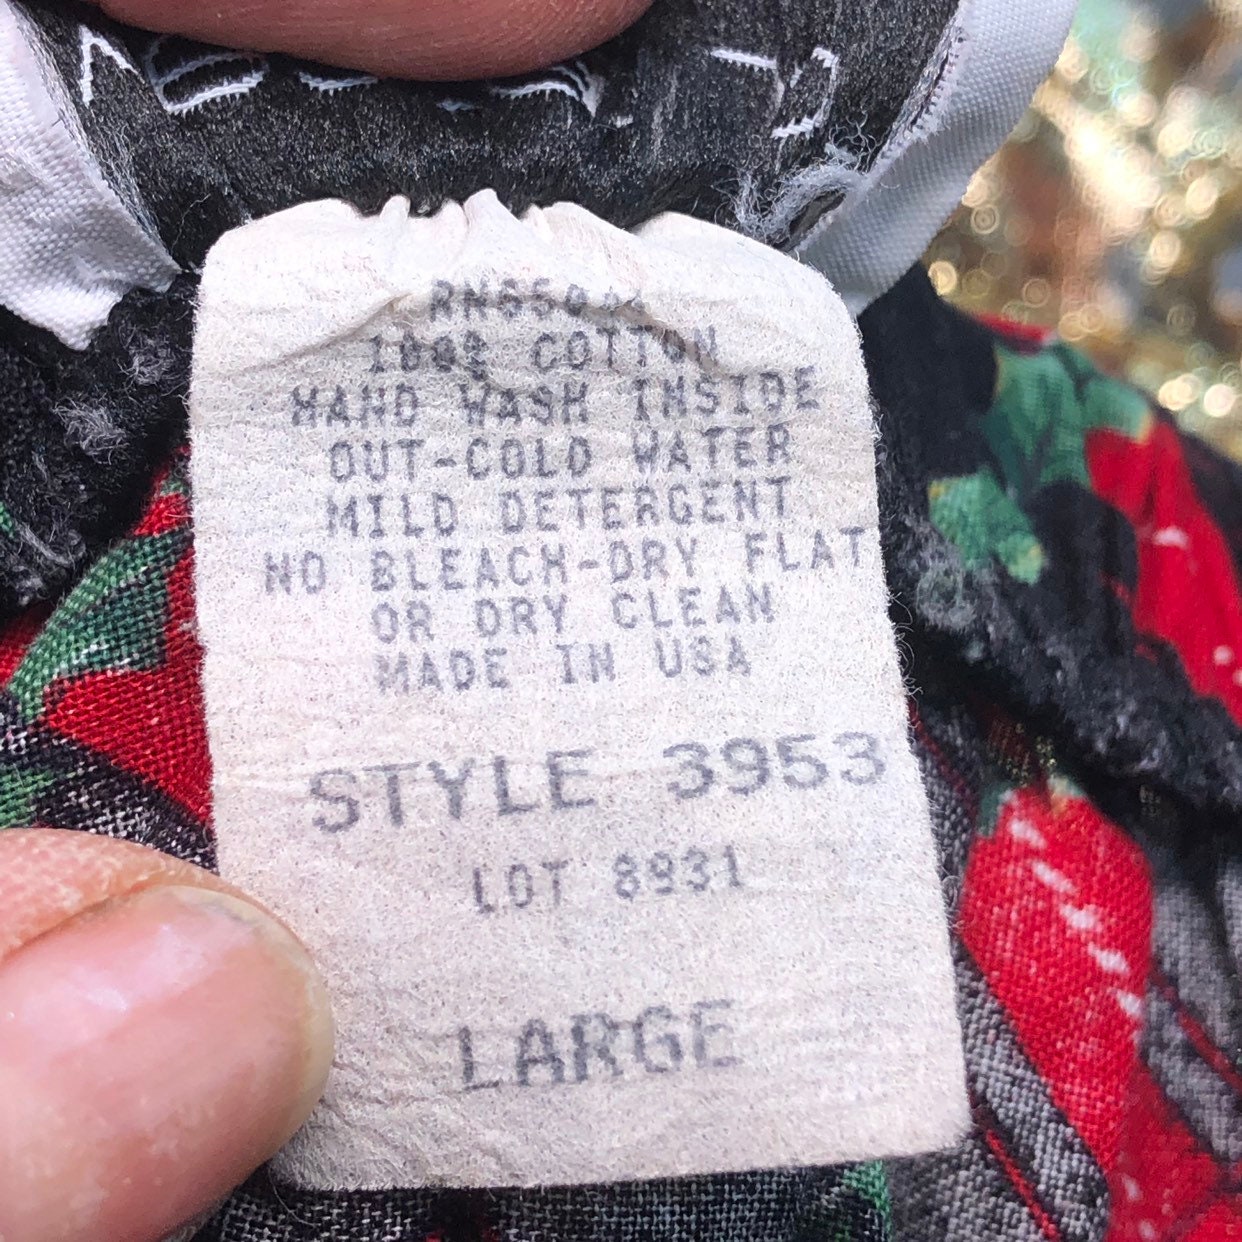 100% COTTON
HAND WASH INSIDE
OUT-COLD WATER
MILD DETERGENT
NO BLEACH-DRY FLAT
OR DRY CLEAN
MADE IN USA
STYLE 3953
LOT 8931
LARGE